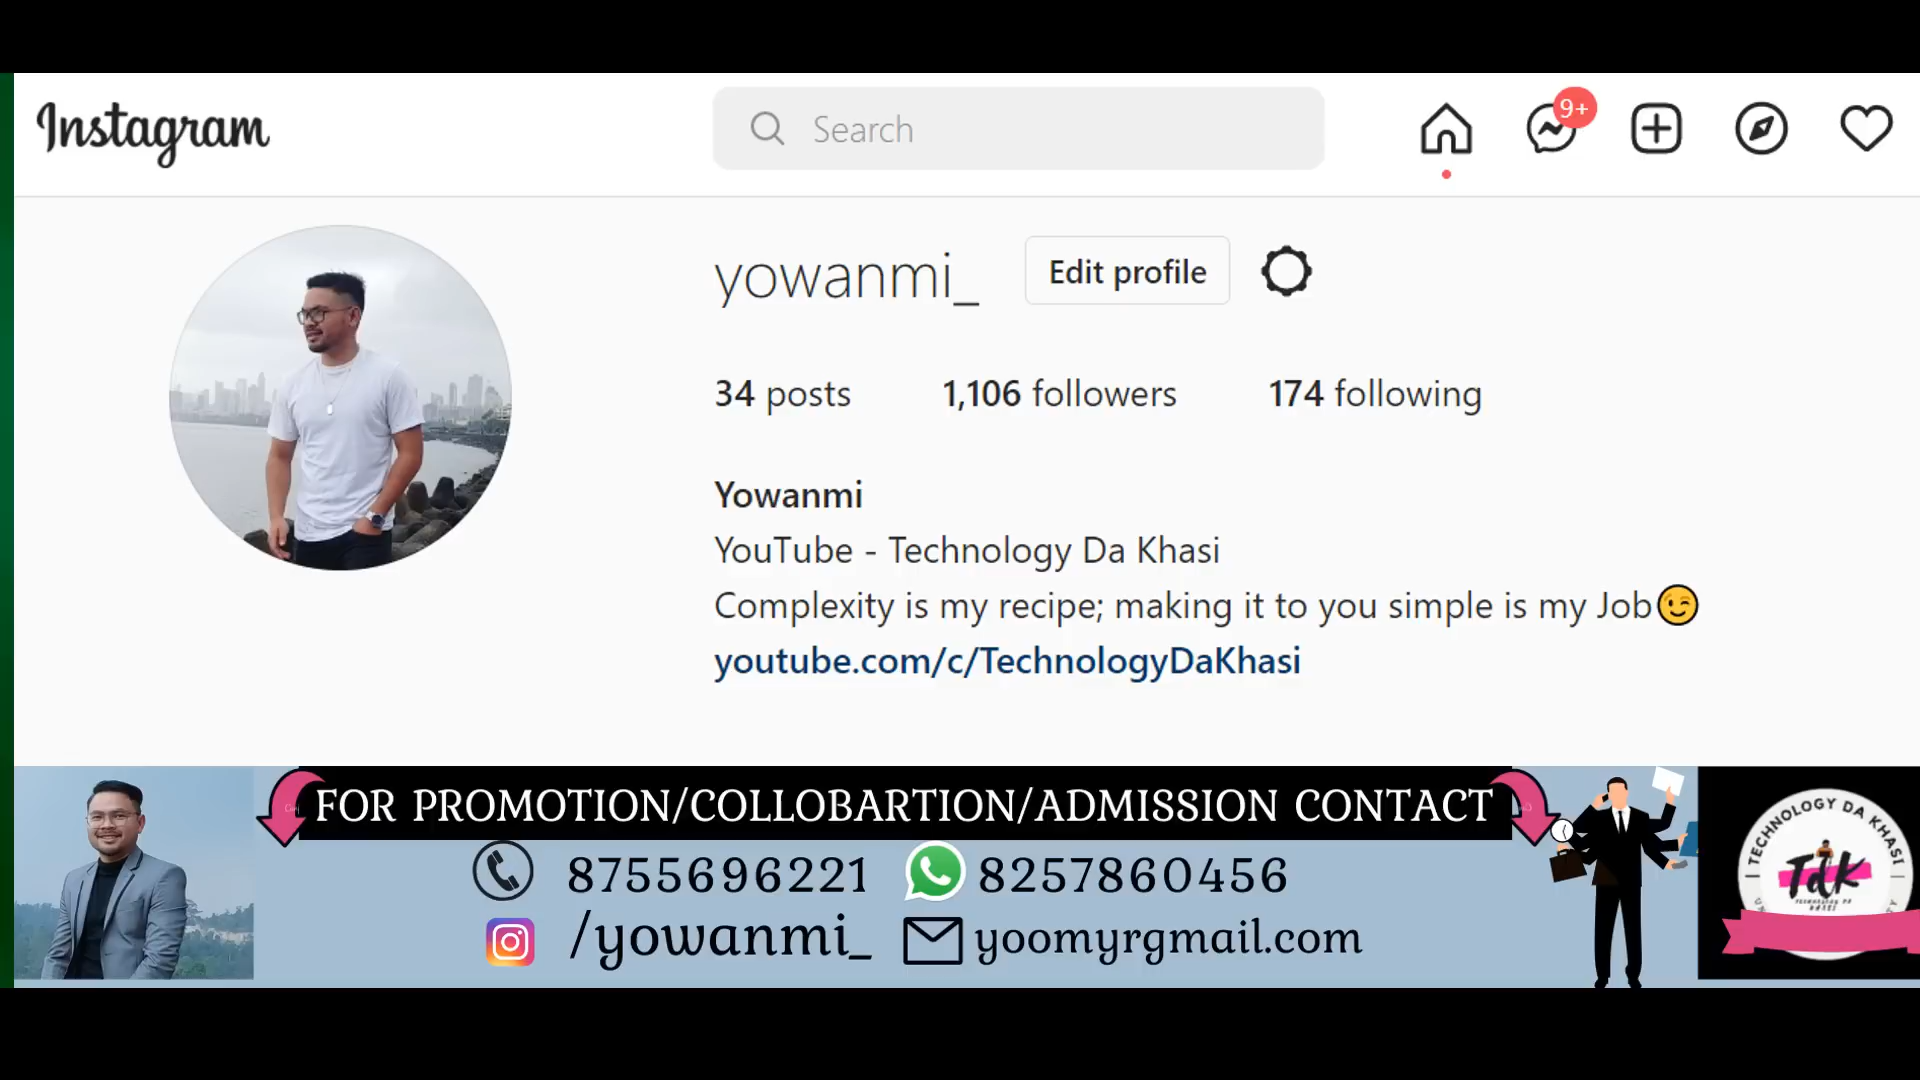 Instagram
Search
9+
yowanmi_
Edit profile
34 posts
1,106 followers
174 following
Yowanmi
YouTube - Technology Da Khasi
Complexity is my recipe; making it to you simple is my Job😉
youtube.com/c/TechnologyDaKhasi
FOR PROMOTION/COLLOBARTION/ADMISSION CONTACT
8755696221
8257860456
/yowanmi_
yoomyrgmail.com
TECHNOLOGY DA KHASI
TdK